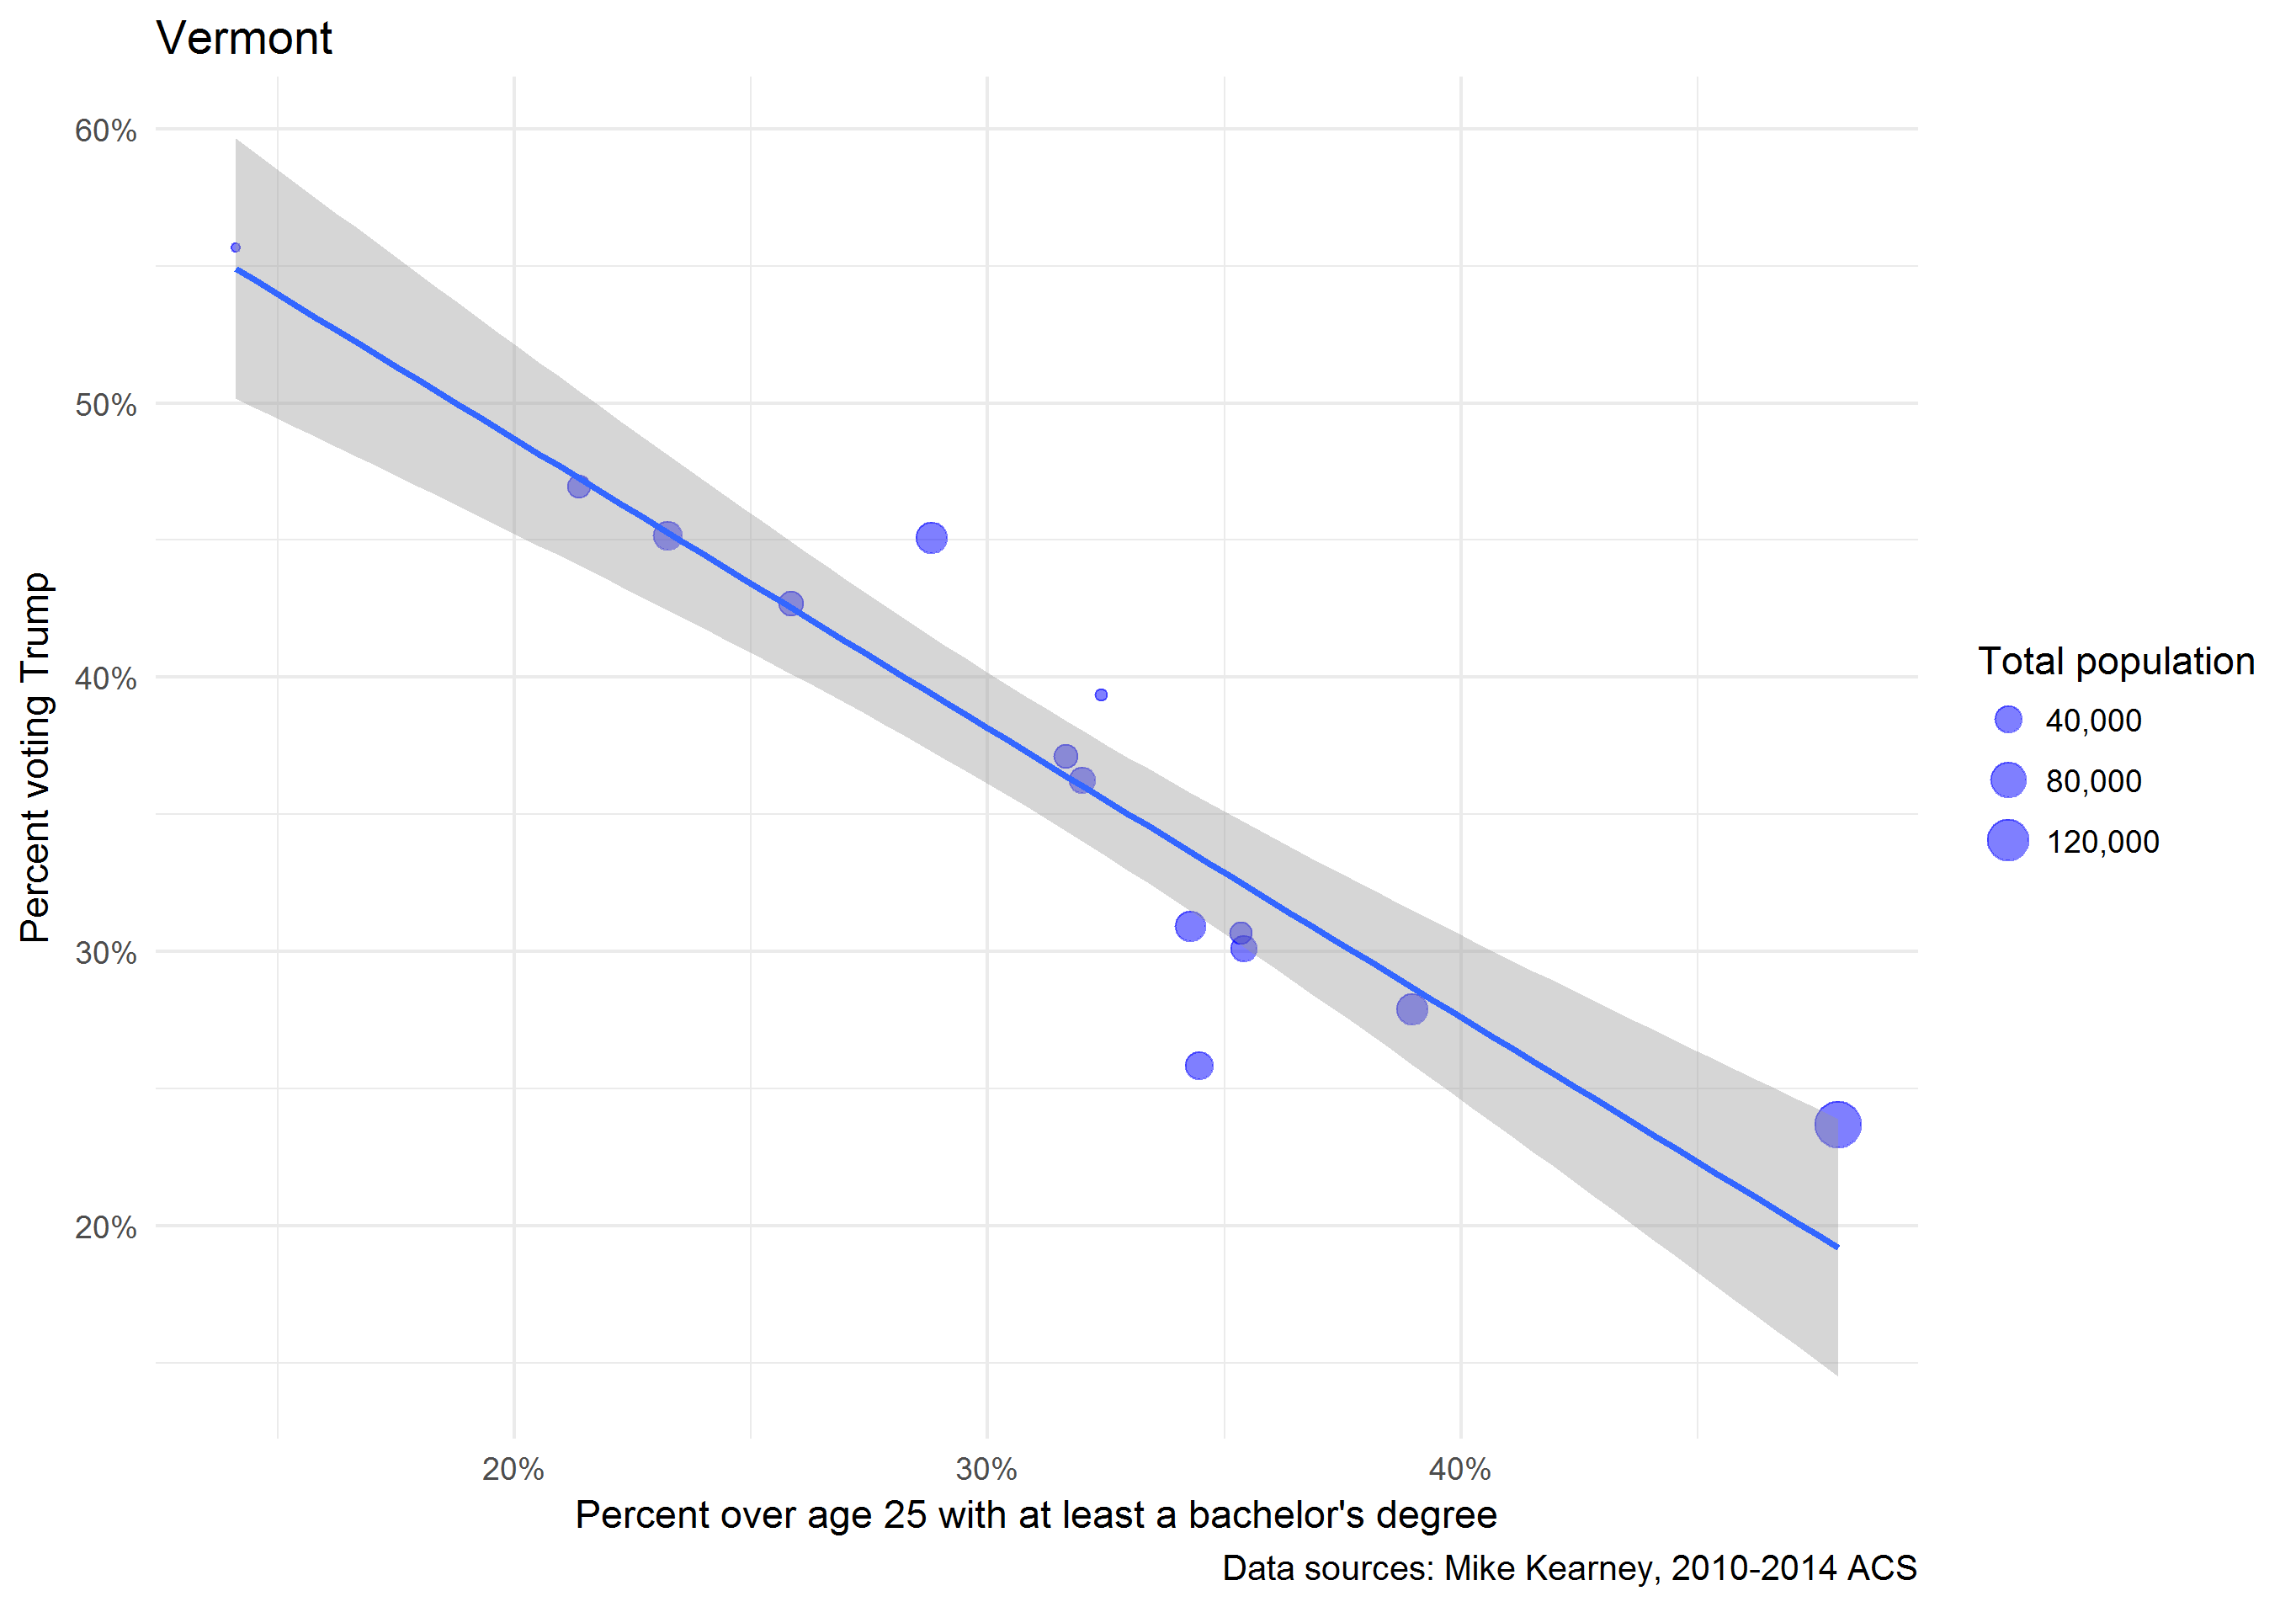 Vermont
60%
50%
40%
30%
20%
Percent voting Trump
20%
30%
40%
Percent over age 25 with at least a bachelor's degree
Total population
40,000
80,000
120,000
Data sources: Mike Kearney, 2010-2014 ACS